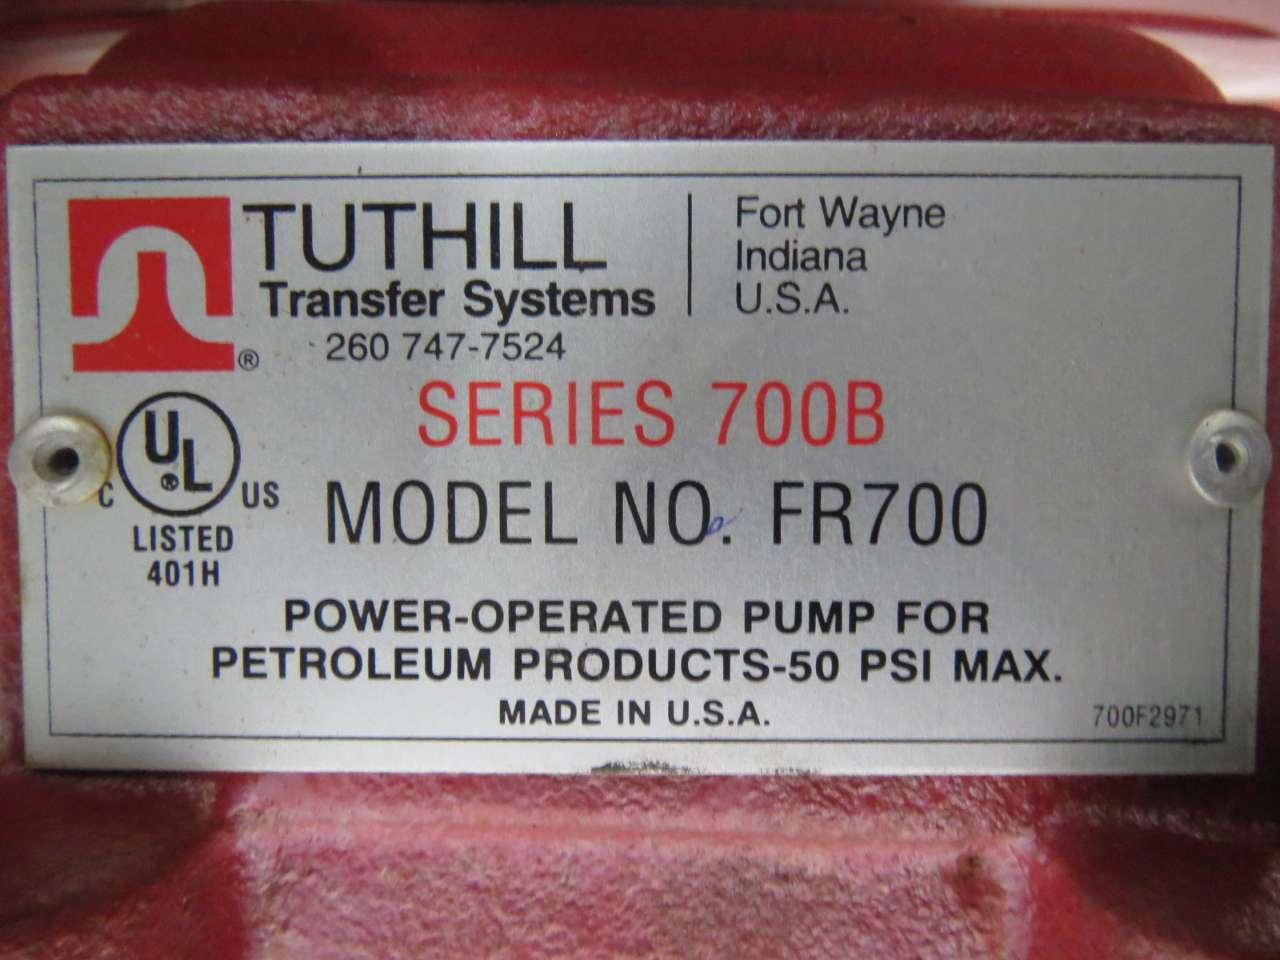 TUTHILL
Transfer Systems
260 747-7524
Fort Wayne
Indiana
U.S.A.
®
SERIES 700B
C UL® US
LISTED
401H
MODEL NO. FR700
POWER-OPERATED PUMP FOR
PETROLEUM PRODUCTS-50 PSI MAX.
MADE IN U.S.A.
700F2971